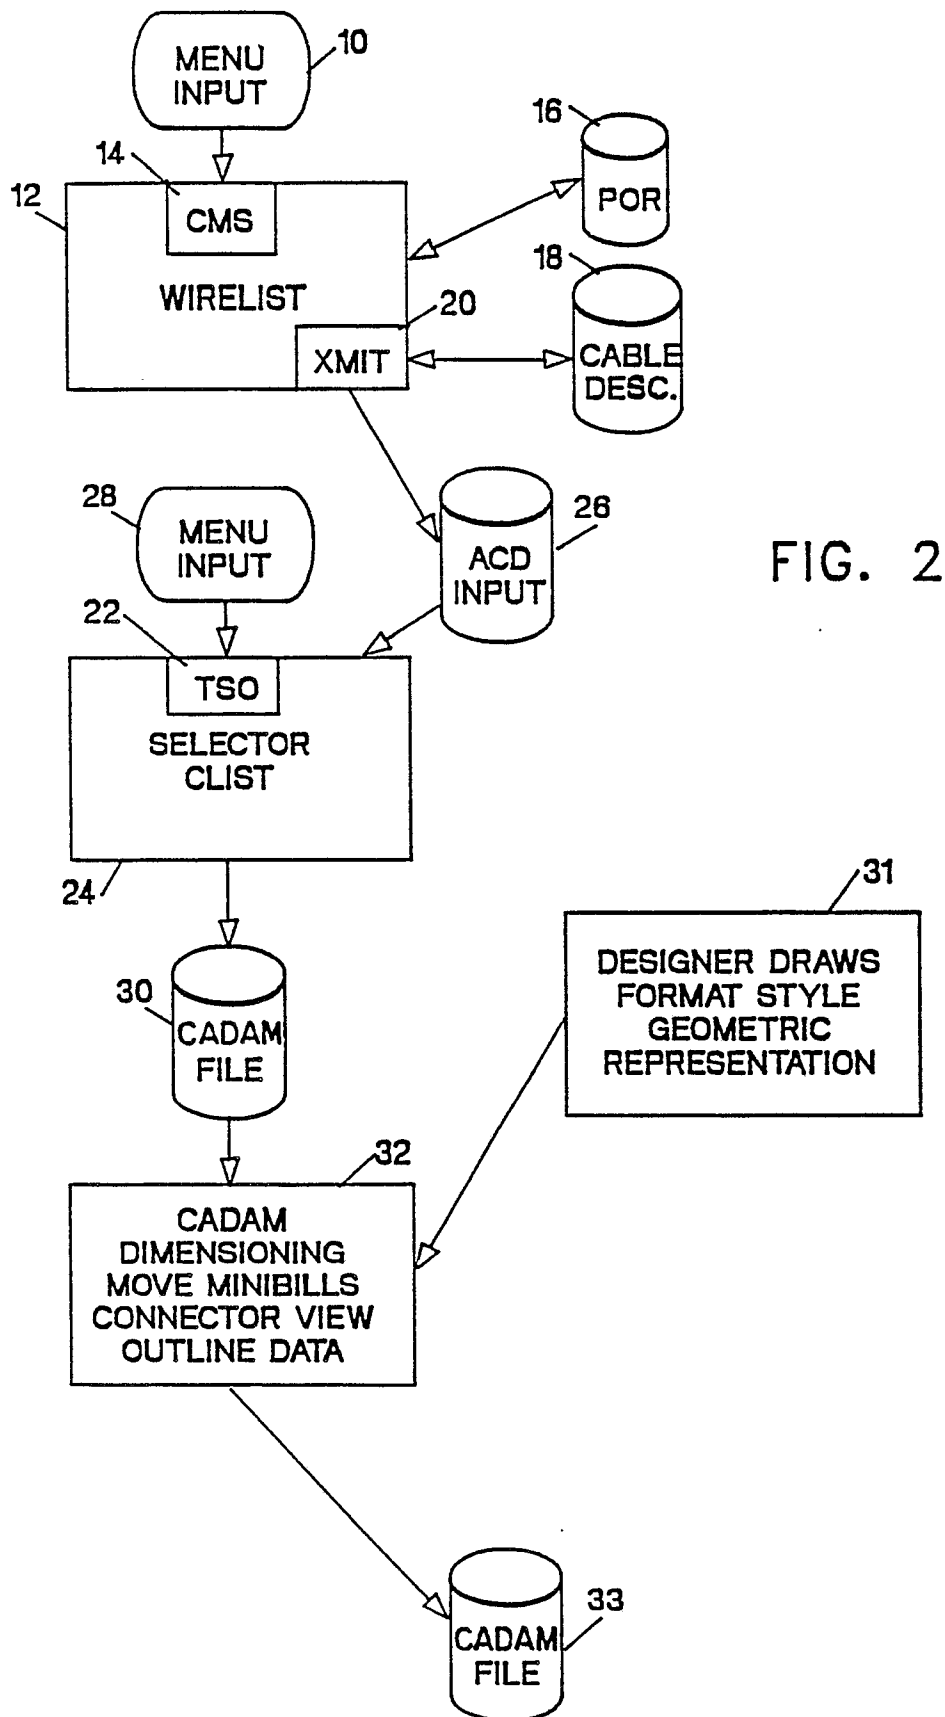 10
MENU
INPUT
16
14
12
CMS
POR
18
WIRELIST
20
XMIT
CABLE
DESC.
28
MENU
INPUT
26
ACD
INPUT
FIG. 2
22
TSO
SELECTOR
CLIST
24
31
DESIGNER DRAWS
FORMAT STYLE
GEOMETRIC
REPRESENTATION
30
CADAM
FILE
32
CADAM
DIMENSIONING
MOVE MINIBILLS
CONNECTOR VIEW
OUTLINE DATA
33
CADAM
FILE